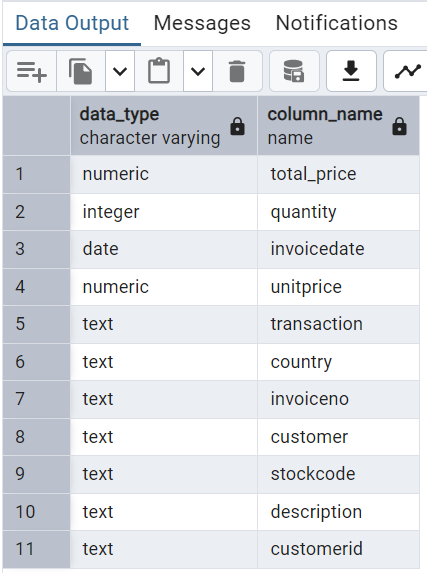 Data Output Messages Notifications
data_type column_name
character varying name
1 numeric total_price
2 integer quantity
3 date invoicedate
4 numeric unitprice
5 text transaction
6 text country
7 text invoiceno
8 text customer
9 text stockcode
10 text description
11 text customerid